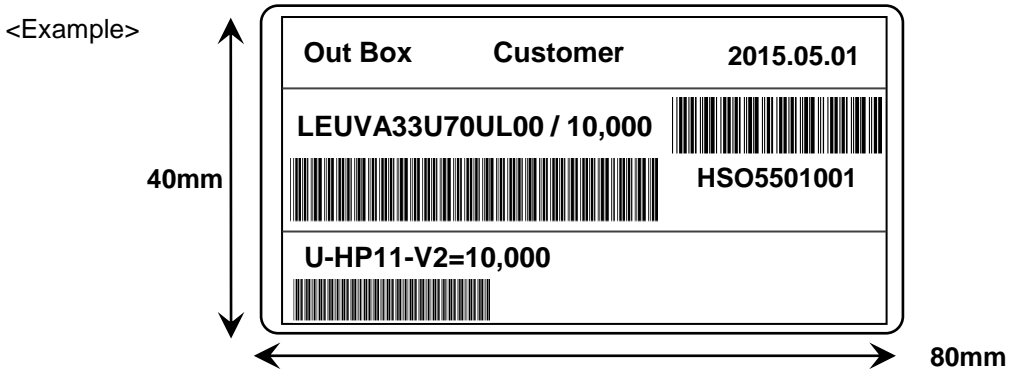 <Example>
Out Box Customer 2015.05.01
LEUVA33U70UL00 / 10,000
40mm
HSO5501001
U-HP11-V2=10,000
80mm